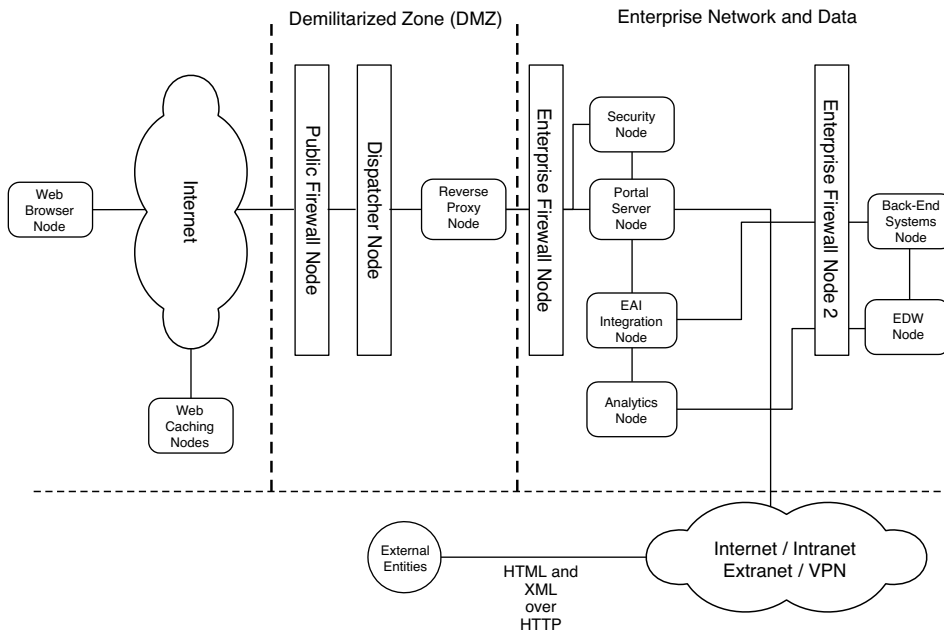 Demilitarized Zone (DMZ)
Enterprise Network and Data
Web
Browser
Node
Internet
Web
Caching
Nodes
Public Firewall Node
Dispatcher Node
Reverse
Proxy
Node
Enterprise Firewall Node
Security
Node
Portal
Server
Node
EAI
Integration
Node
Analytics
Node
Enterprise Firewall Node 2
Back-End
Systems
Node
EDW
Node
External
Entities
HTML and
XML
over
HTTP
Internet / Intranet
Extranet / VPN